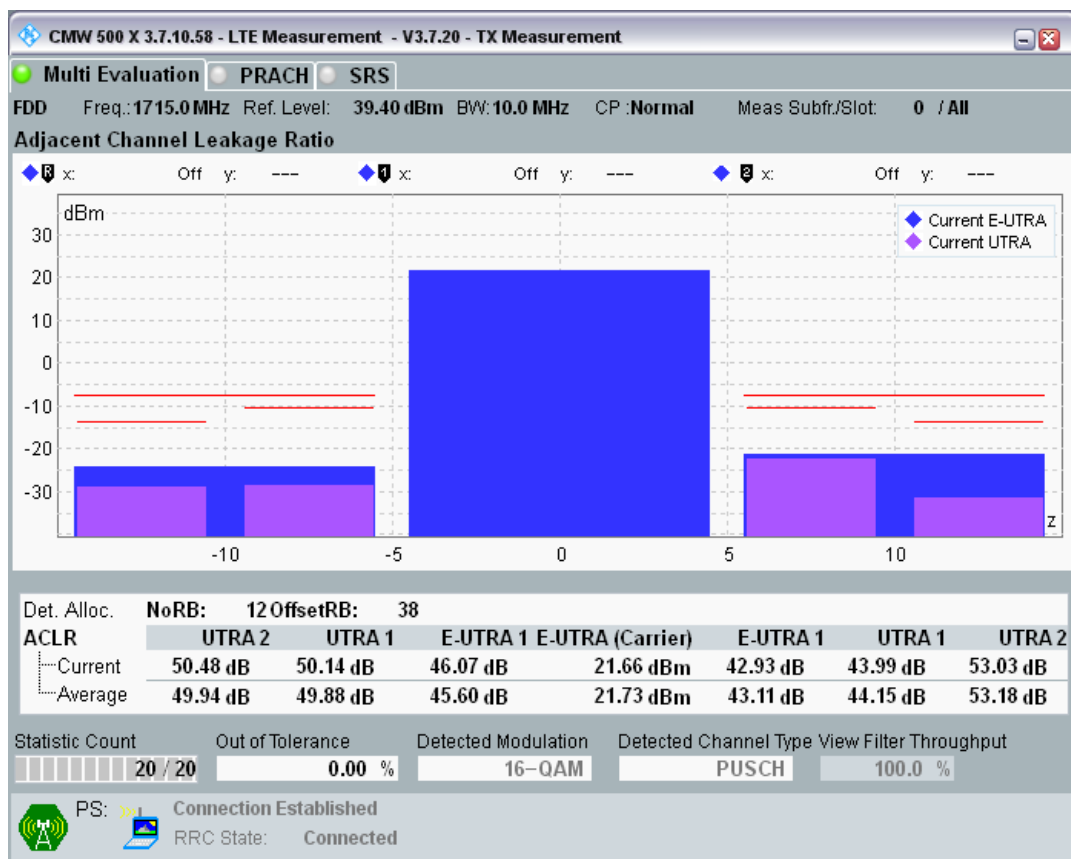 CMW 500 X 3.7.10.58 - LTE Measurement - V3.7.20 - TX Measurement
Multi Evaluation PRACH SRS
FDD Freq.:1715.0 MHz Ref. Level: 39.40 dBm BW: 10.0 MHz CP :Normal Meas Subfr./Slot: 0 / All
Adjacent Channel Leakage Ratio
R x: Off y: --- 1 x: Off y: --- 2 x: Off y: ---
dBm
Current E-UTRA
Current UTRA
30
20
10
0
-10
-20
-30
z
-10 -5 0 5 10
Det. Alloc. NoRB: 12 OffsetRB: 38
ACLR UTRA 2 UTRA 1 E-UTRA 1 E-UTRA (Carrier) E-UTRA 1 UTRA 1 UTRA 2
Current 50.48 dB 50.14 dB 46.07 dB 21.66 dBm 42.93 dB 43.99 dB 53.03 dB
Average 49.94 dB 49.88 dB 45.60 dB 21.73 dBm 43.11 dB 44.15 dB 53.18 dB
Statistic Count Out of Tolerance Detected Modulation Detected Channel Type View Filter Throughput
20 / 20 0.00 % 16-QAM PUSCH 100.0 %
PS: Connection Established
RRC State: Connected